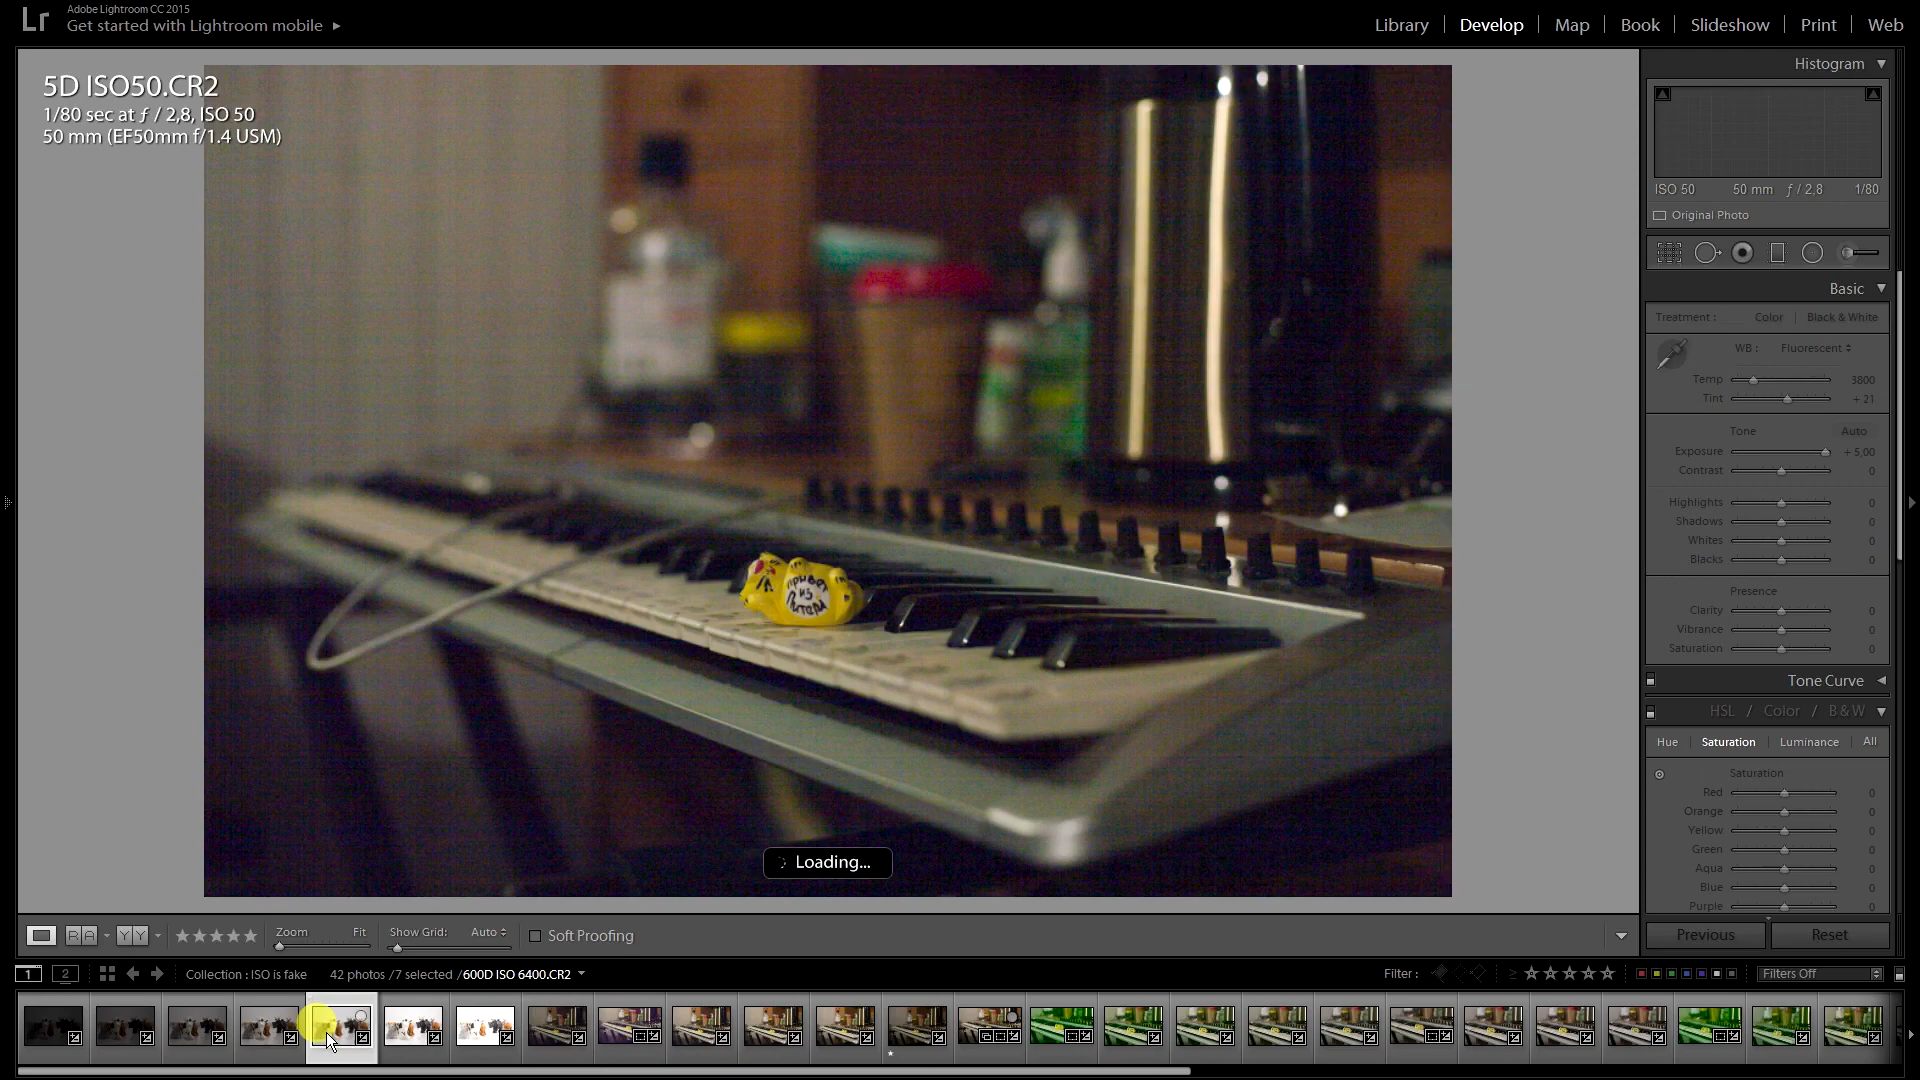 Adobe Lightroom CC 2015
Get started with Lightroom mobile
Lr
Library
Develop
Map
Book
Slideshow
Print
Web
5D ISO50.CR2
1/80 sec at ƒ / 2,8, ISO 50
50 mm (EF50mm f/1.4 USM)
привет
из
Питера
Loading...
Histogram
ISO 50 50 mm ƒ / 2,8 1/80
Original Photo
Basic
Treatment : Color Black & White
WB : Fluorescent
Temp 3800
Tint + 21
Tone Auto
Exposure + 5,00
Contrast 0
Highlights 0
Shadows 0
Whites 0
Blacks 0
Presence
Clarity 0
Vibrance 0
Saturation 0
Tone Curve
HSL / Color / B & W
Hue Saturation Luminance All
Saturation
Red 0
Orange 0
Yellow 0
Green 0
Aqua 0
Blue 0
Purple 0
Previous Reset
R A Y Y Zoom Fit Show Grid: Auto Soft Proofing
1 2 Collection : ISO is fake 42 photos /7 selected /600D ISO 6400.CR2 Filter : Filters Off